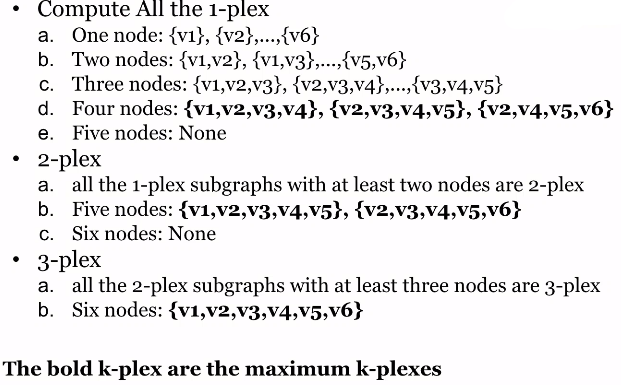 • Compute All the 1-plex
a. One node: {v1}, {v2},...,{v6}
b. Two nodes: {v1,v2}, {v1,v3},...,{v5,v6}
c. Three nodes: {v1,v2,v3}, {v2,v3,v4},...,{v3,v4,v5}
d. Four nodes: {v1,v2,v3,v4}, {v2,v3,v4,v5}, {v2,v4,v5,v6}
e. Five nodes: None
• 2-plex
a. all the 1-plex subgraphs with at least two nodes are 2-plex
b. Five nodes: {v1,v2,v3,v4,v5}, {v2,v3,v4,v5,v6}
c. Six nodes: None
• 3-plex
a. all the 2-plex subgraphs with at least three nodes are 3-plex
b. Six nodes: {v1,v2,v3,v4,v5,v6}
The bold k-plex are the maximum k-plexes